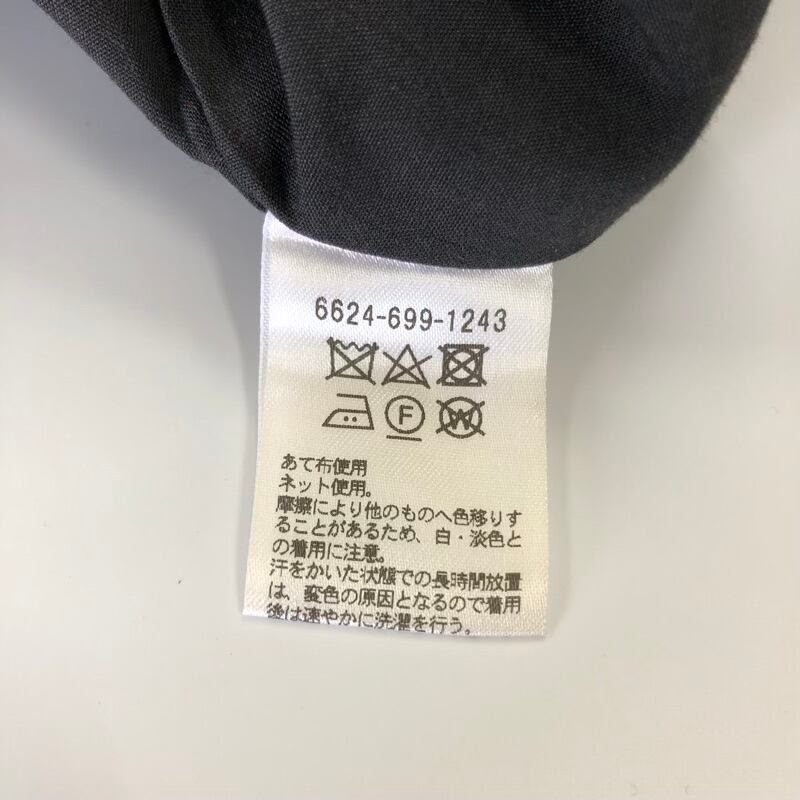 6624-699-1243
F
W
あて布使用
ネット使用。
摩擦により他のものへ色移りす
ることがあるため、白・淡色と
の着用に注意。
汗をかいた状態での長時間放置
は、変色の原因となるので着用
後は速やかに洗濯を行う。